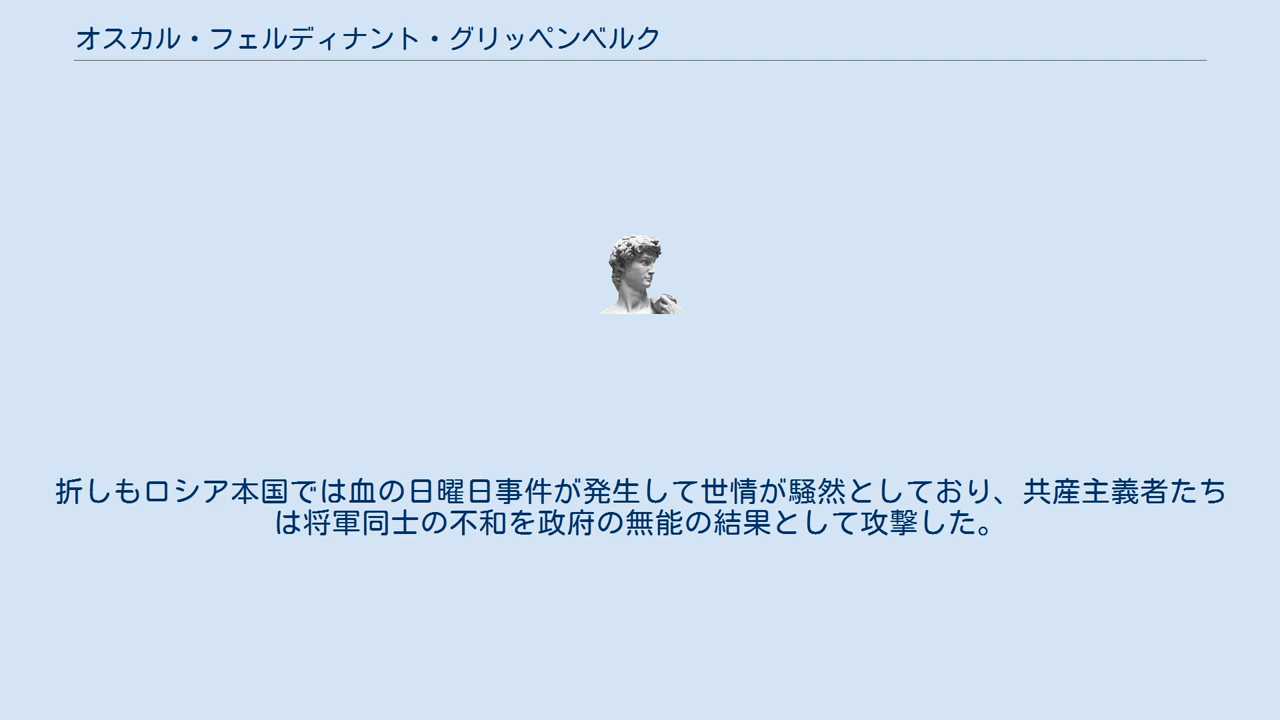 オスカル・フェルディナント・グリッペンベルク
折しもロシア本国では血の日曜日事件が発生して世情が騒然としており、共産主義者たち
は将軍同士の不和を政府の無能の結果として攻撃した。